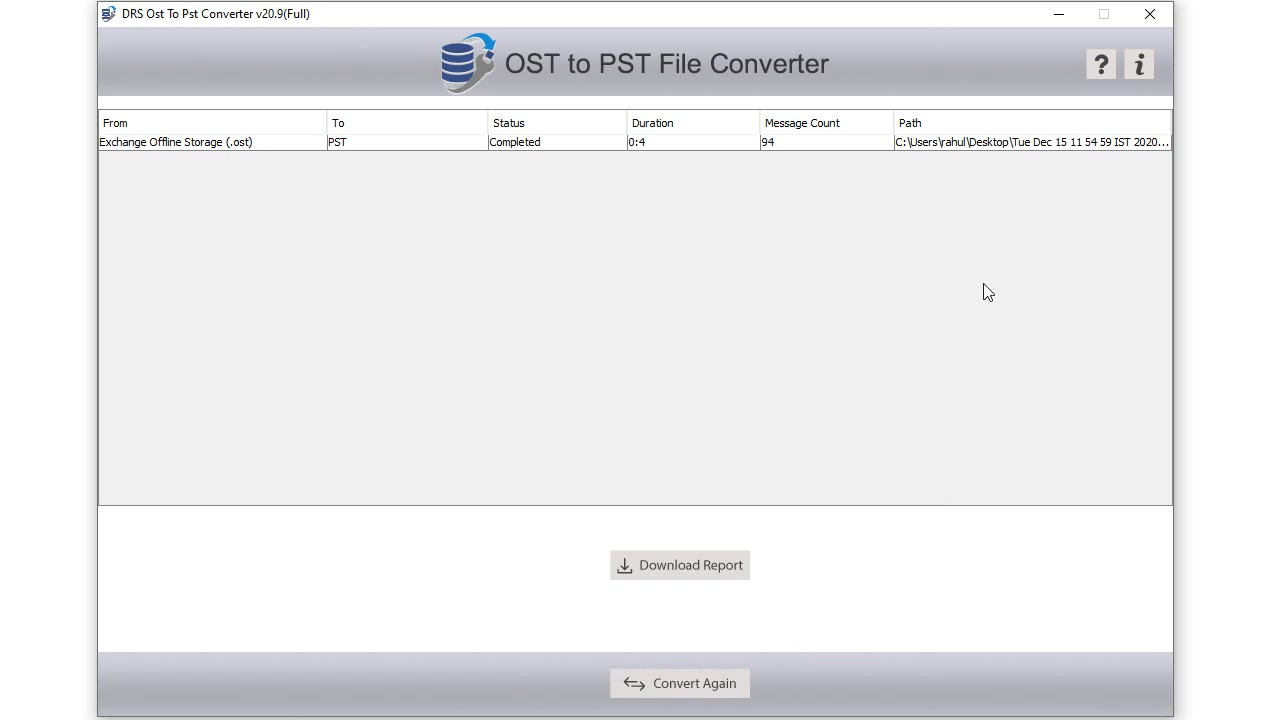 DRS Ost To Pst Converter v20.9(Full)
OST to PST File Converter
? i
From To Status Duration Message Count Path
Exchange Offline Storage (.ost) PST Completed 0:4 94 C:\Users\rahul\Desktop\Tue Dec 15 11 54 59 IST 2020...
Download Report
Convert Again